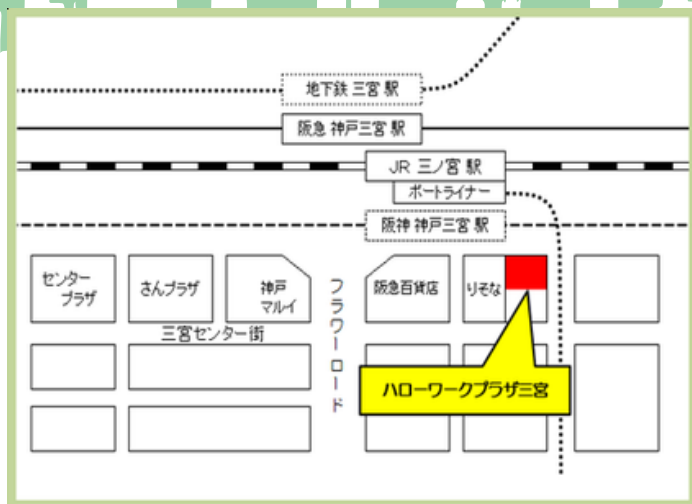 地下鉄 三宮 駅
阪急 神戸三宮 駅
JR 三ノ宮 駅
ポートライナー
阪神 神戸三宮 駅
センター
プラザ
さんプラザ
神戸
マルイ
フラワーロード
阪急百貨店
りそな
三宮センター街
ハローワークプラザ三宮